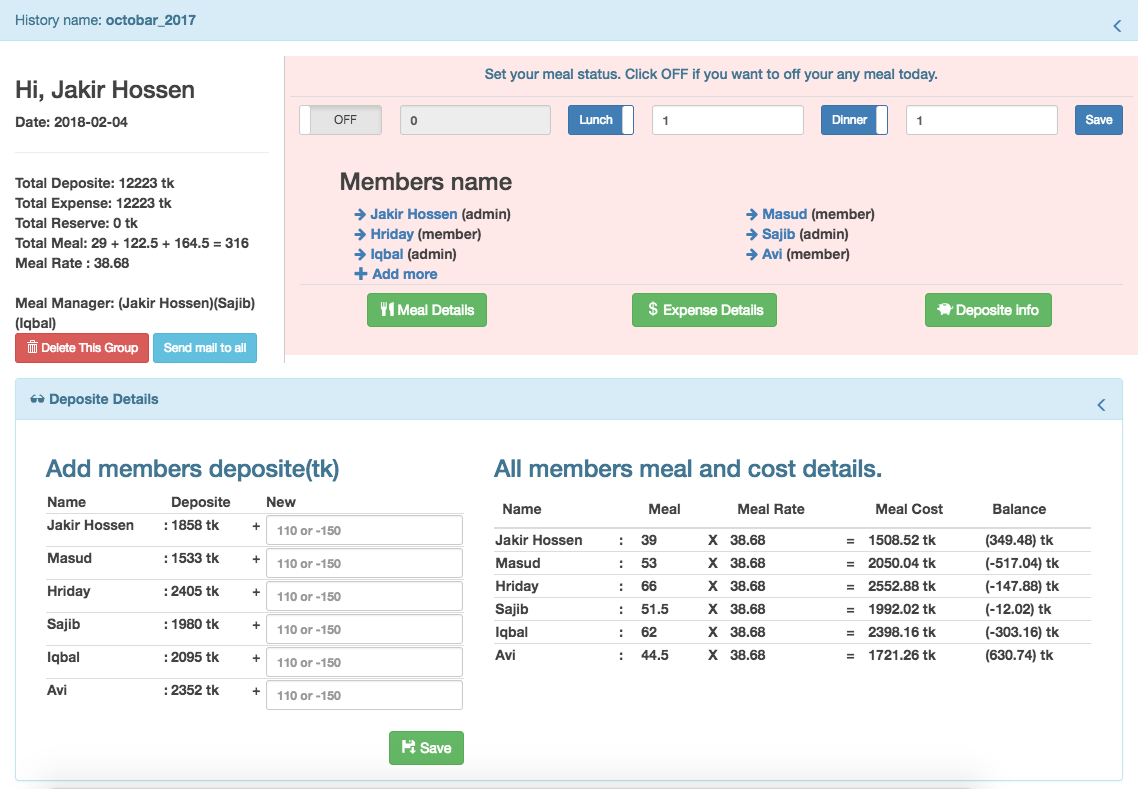 History name: octobar_2017
Hi, Jakir Hossen
Date: 2018-02-04
Total Deposite: 12223 tk
Total Expense: 12223 tk
Total Reserve: 0 tk
Total Meal: 29 + 122.5 + 164.5 = 316
Meal Rate : 38.68
Meal Manager: (Jakir Hossen)(Sajib)
(Iqbal)
Delete This Group Send mail to all
Set your meal status. Click OFF if you want to off your any meal today.
OFF 0 Lunch 1 Dinner 1 Save
Members name
Jakir Hossen (admin) Masud (member)
Hriday (member) Sajib (admin)
Iqbal (admin) Avi (member)
Add more
Meal Details $ Expense Details Deposite info
Deposite Details
Add members deposite(tk)
Name Deposite New
Jakir Hossen : 1858 tk + 110 or -150
Masud : 1533 tk + 110 or -150
Hriday : 2405 tk + 110 or -150
Sajib : 1980 tk + 110 or -150
Iqbal : 2095 tk + 110 or -150
Avi : 2352 tk + 110 or -150
Save
All members meal and cost details.
Name Meal Meal Rate Meal Cost Balance
Jakir Hossen : 39 X 38.68 = 1508.52 tk (349.48) tk
Masud : 53 X 38.68 = 2050.04 tk (-517.04) tk
Hriday : 66 X 38.68 = 2552.88 tk (-147.88) tk
Sajib : 51.5 X 38.68 = 1992.02 tk (-12.02) tk
Iqbal : 62 X 38.68 = 2398.16 tk (-303.16) tk
Avi : 44.5 X 38.68 = 1721.26 tk (630.74) tk